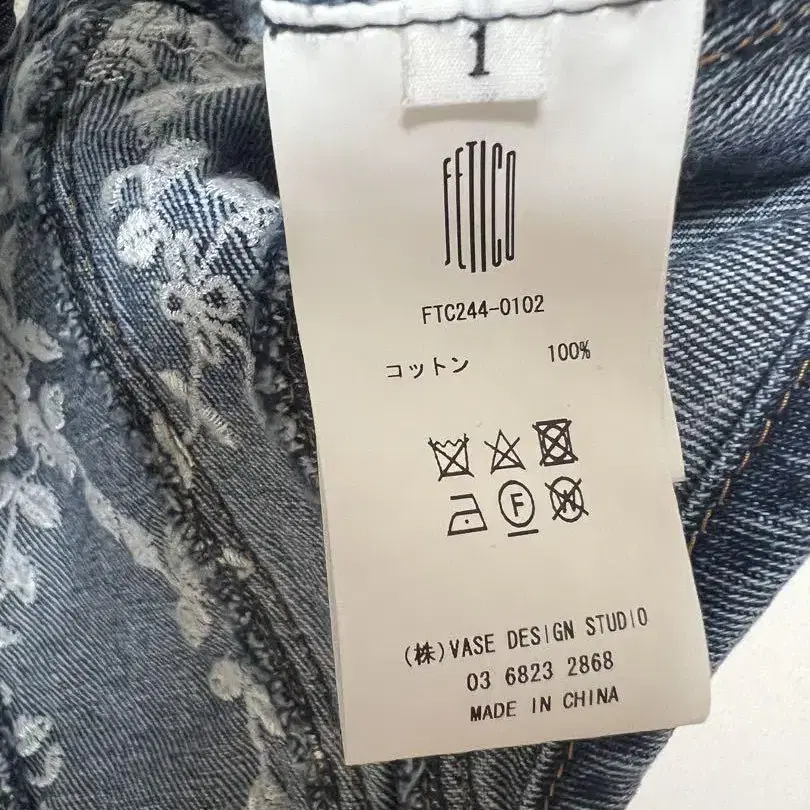 1
FETICO
FTC244-0102
コットン 100%
F
W
(株)VASE DESIGN STUDIO
03 6823 2868
MADE IN CHINA